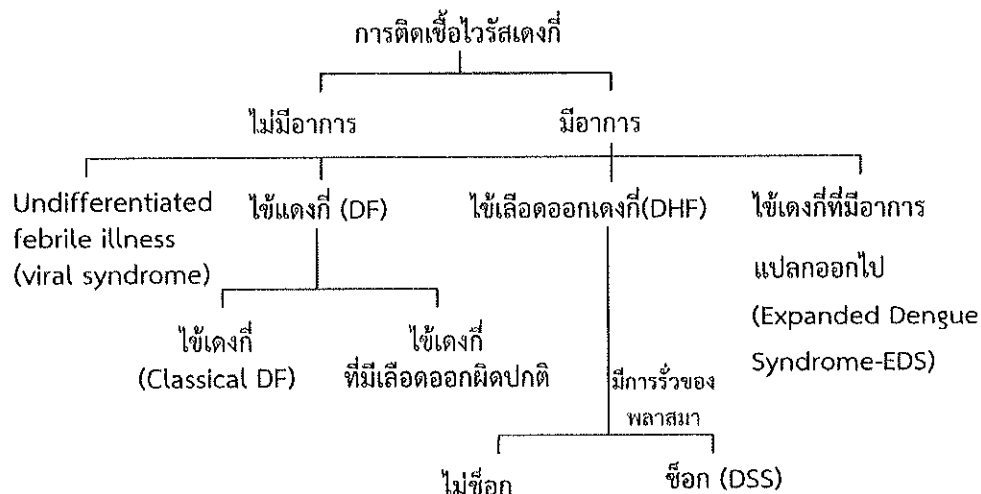 การติดเชื้อไวรัสเดงกี่
ไม่มีอาการ
มีอาการ
Undifferentiated
febrile illness
(viral syndrome)
ไข้แดงกี่ (DF)
ไข้เลือดออกเดงกี่(DHF)
ไข้เดงกี่ที่มีอาการ
แปลกออกไป
(Expanded Dengue
Syndrome-EDS)
ไข้เดงกี่
(Classical DF)
ไข้เดงกี่
ที่มีเลือดออกผิดปกติ
มีการรั่วของ
พลาสมา
ไม่ช็อก
ช็อก (DSS)